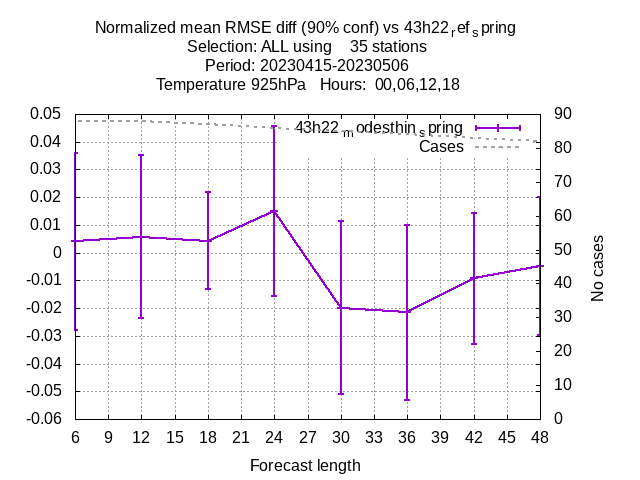 Normalized mean RMSE diff (90% conf) vs 43h22ref spring
Selection: ALL using 35 stations
Period: 20230415-20230506
Temperature 925hPa Hours: 00,06,12,18
43h22modesthinspring
Cases
0.05
0.04
0.03
0.02
0.01
0
-0.01
-0.02
-0.03
-0.04
-0.05
-0.06
90
80
70
60
50
40
30
20
10
0
No cases
6 9 12 15 18 21 24 27 30 33 36 39 42 45 48
Forecast length